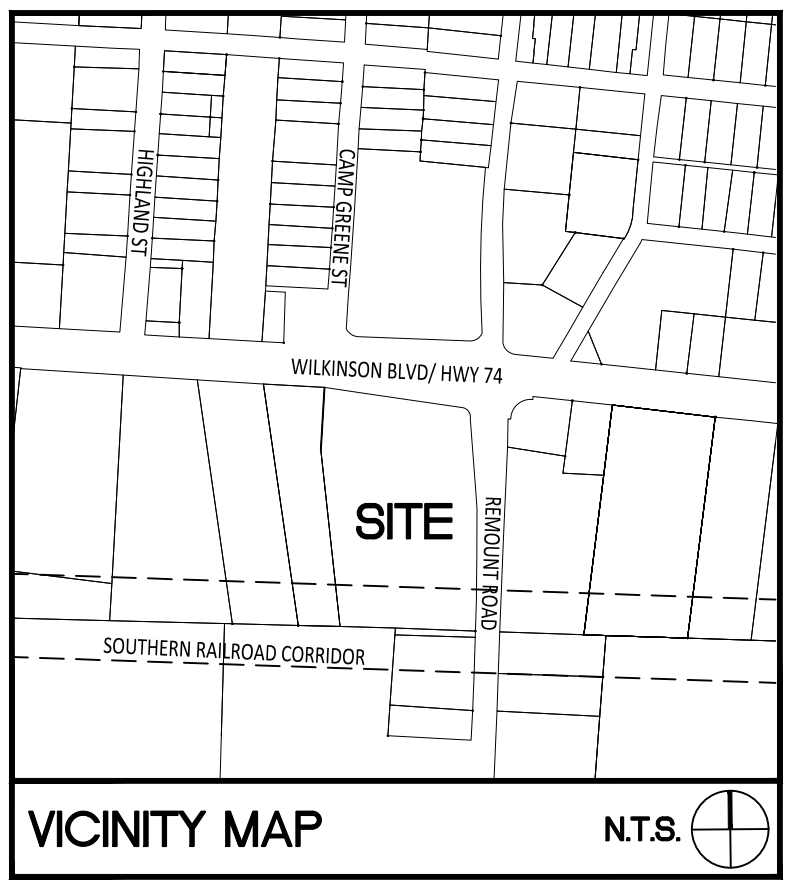 HIGHLAND ST
CAMP GREENE ST
WILKINSON BLVD/ HWY 74
SITE
REMOUNT ROAD
SOUTHERN RAILROAD CORRIDOR
VICINITY MAP
N.T.S.